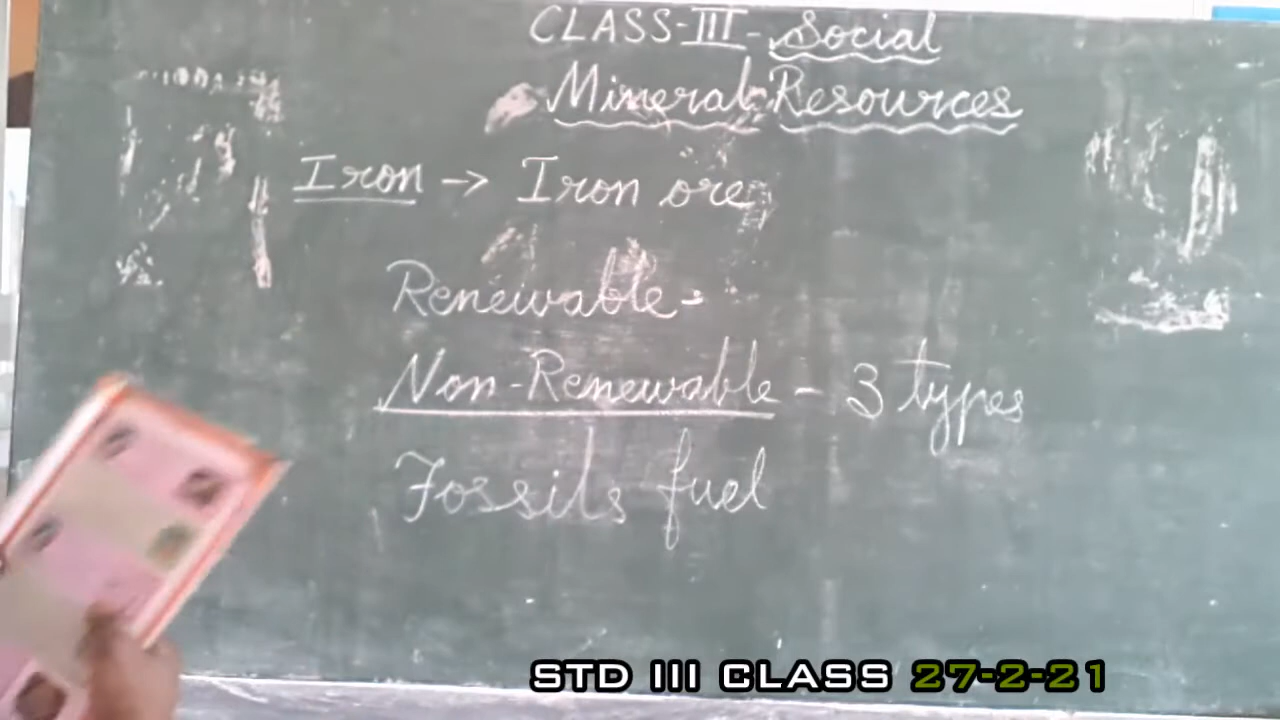 CLASS-III-Social
Mineral Resources
Iron → Iron ore
Renewable-
Non-Renewable - 3 types
Fossils fuel
STD III CLASS 27-2-21